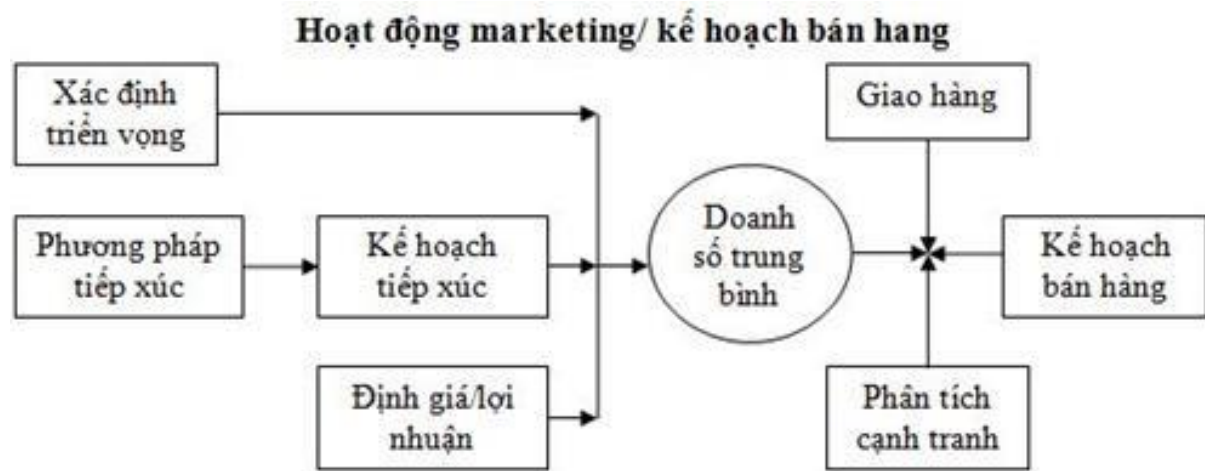 Hoạt động marketing/ kế hoạch bán hang
Xác định
triển vọng
Giao hàng
Phương pháp
tiếp xúc
Kế hoạch
tiếp xúc
Doanh
số trung
bình
Kế hoạch
bán hàng
Định giá/lợi
nhuận
Phân tích
cạnh tranh